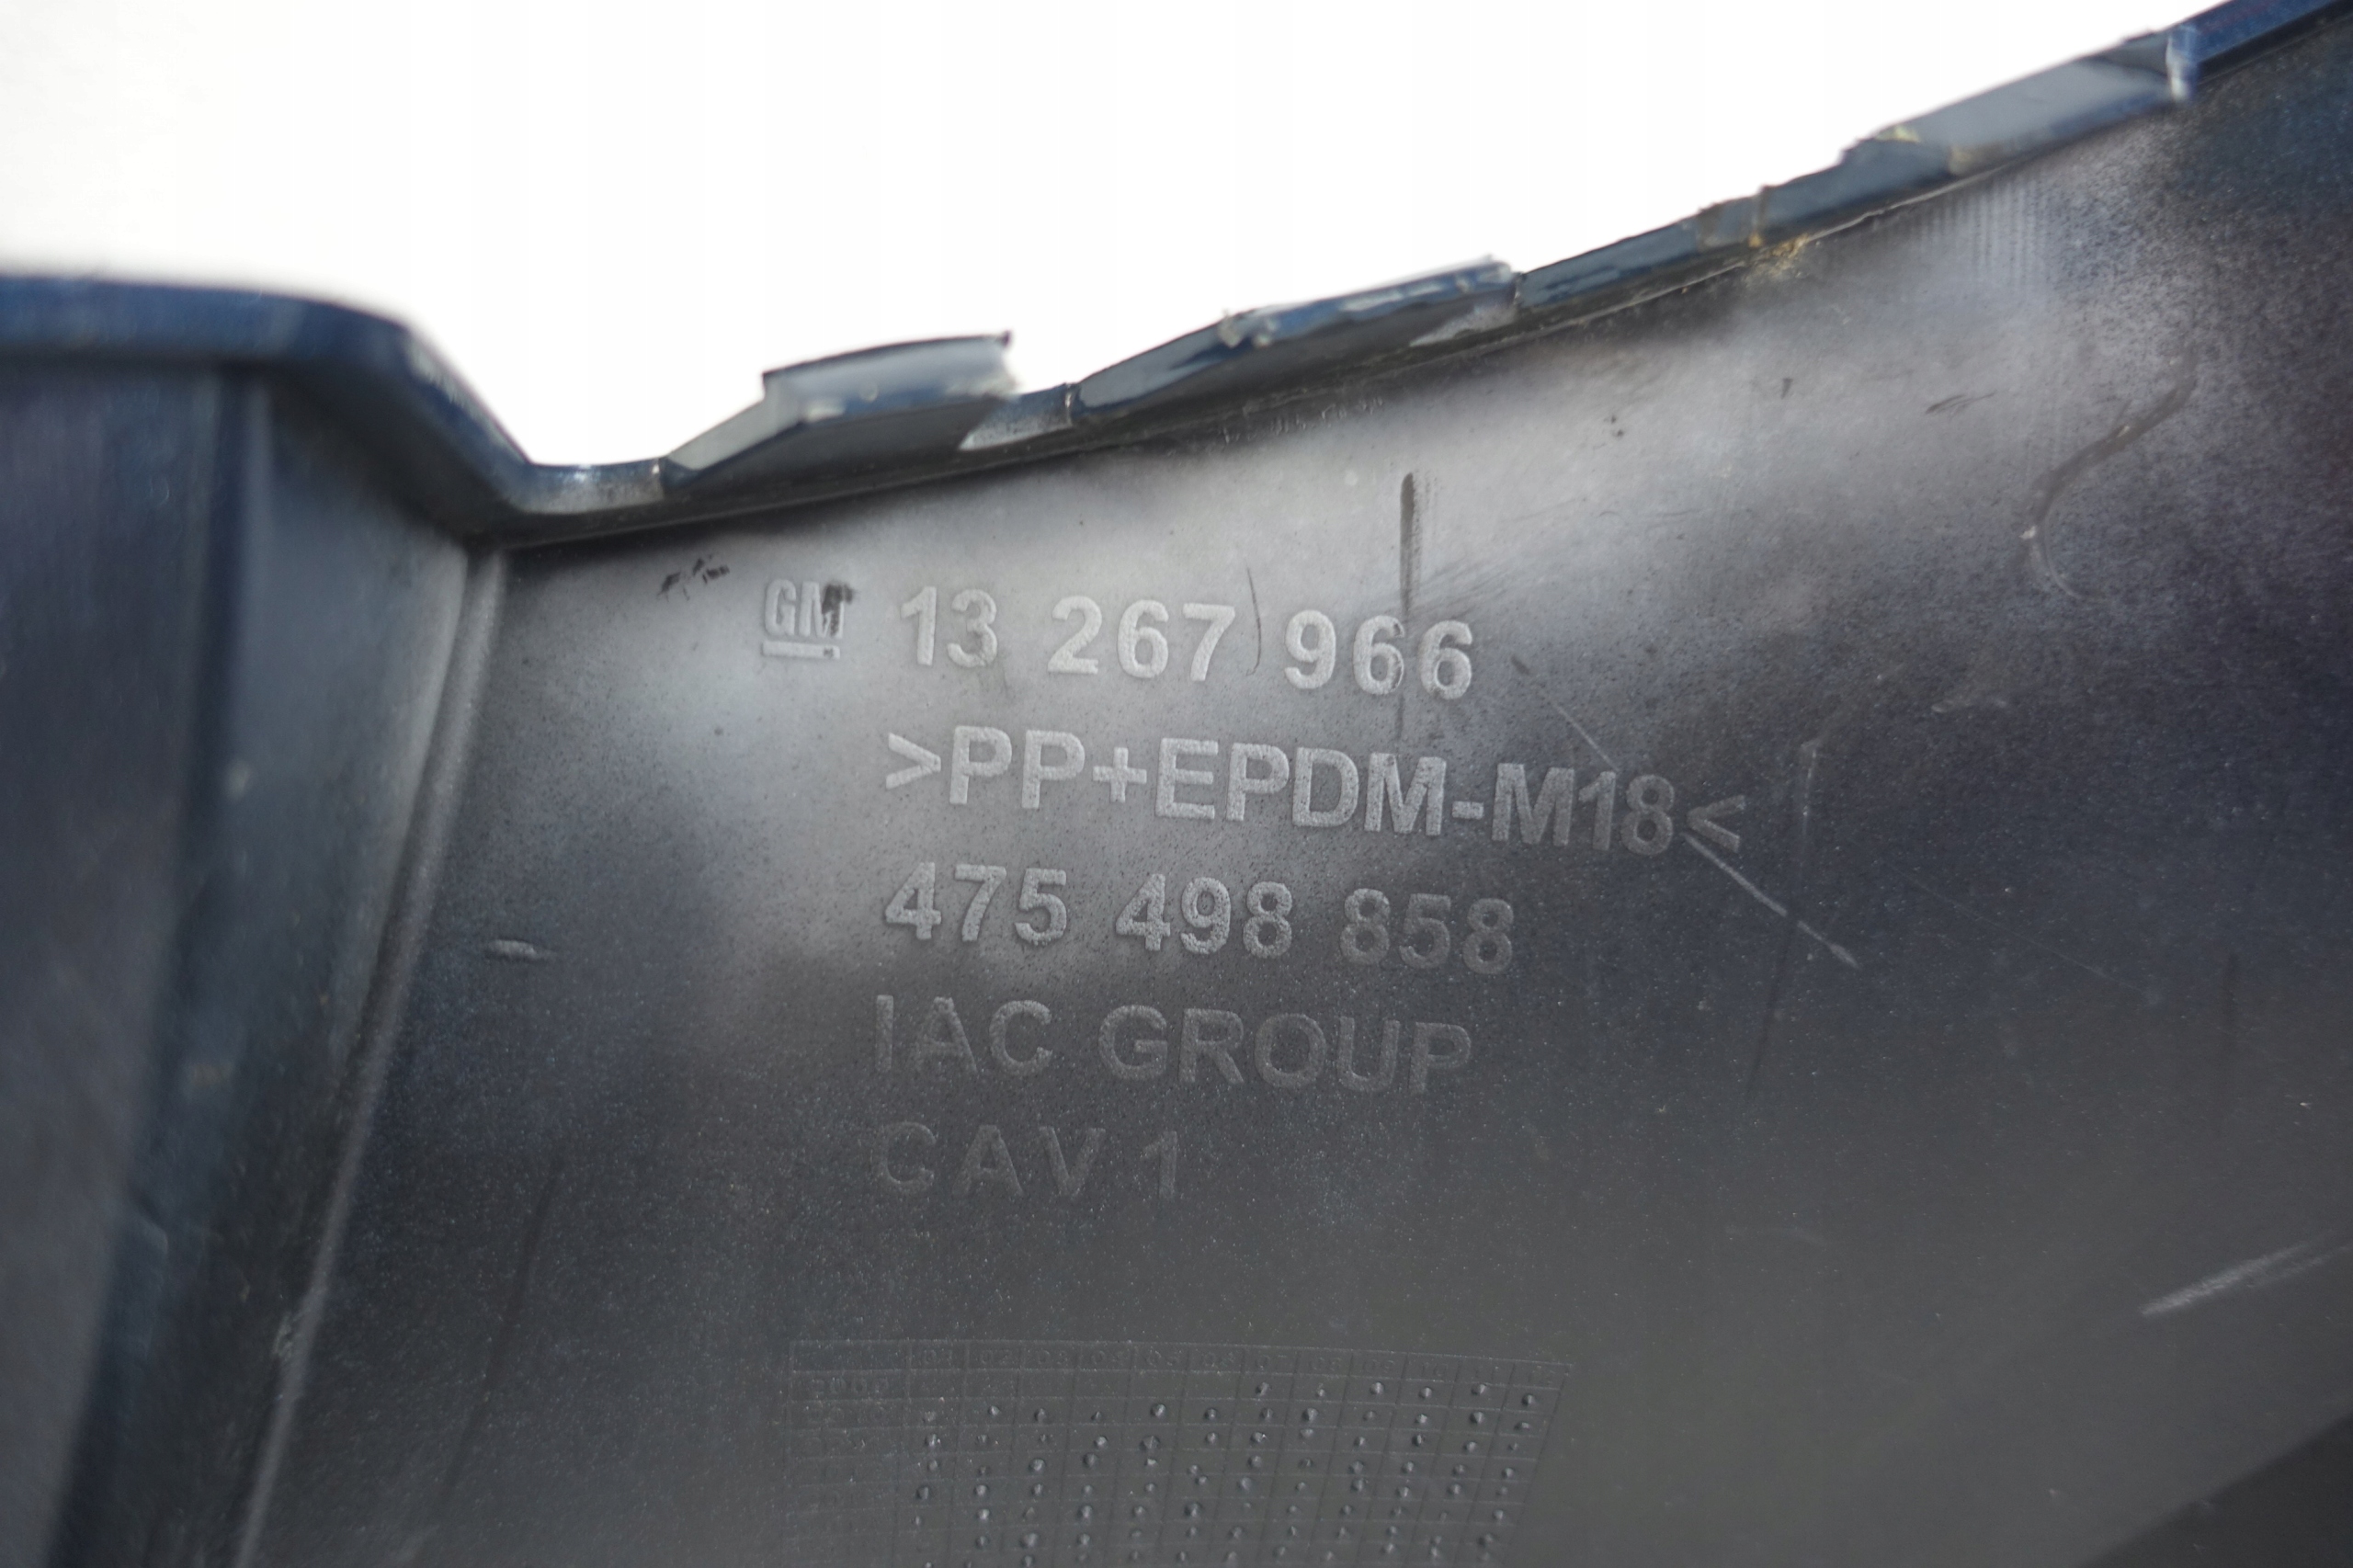 GM 13 267 966
>PP+EPDM-M18<
475 498 858
IAC GROUP
CAV 1